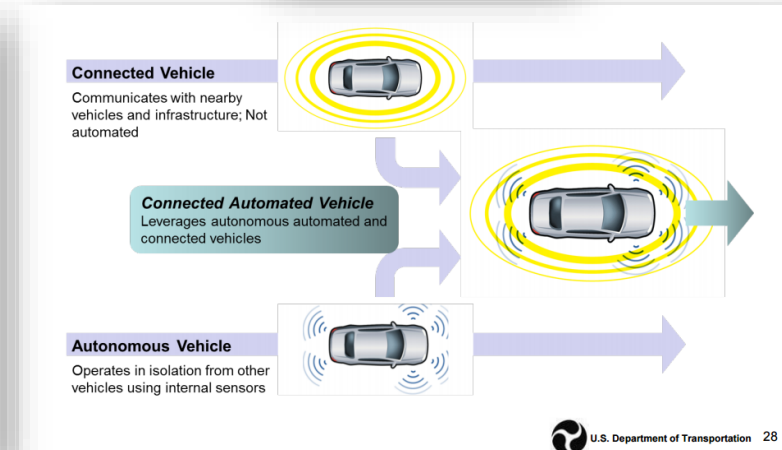 Connected Vehicle
Communicates with nearby
vehicles and infrastructure; Not
automated
Connected Automated Vehicle
Leverages autonomous automated and
connected vehicles
Autonomous Vehicle
Operates in isolation from other
vehicles using internal sensors
U.S. Department of Transportation 28